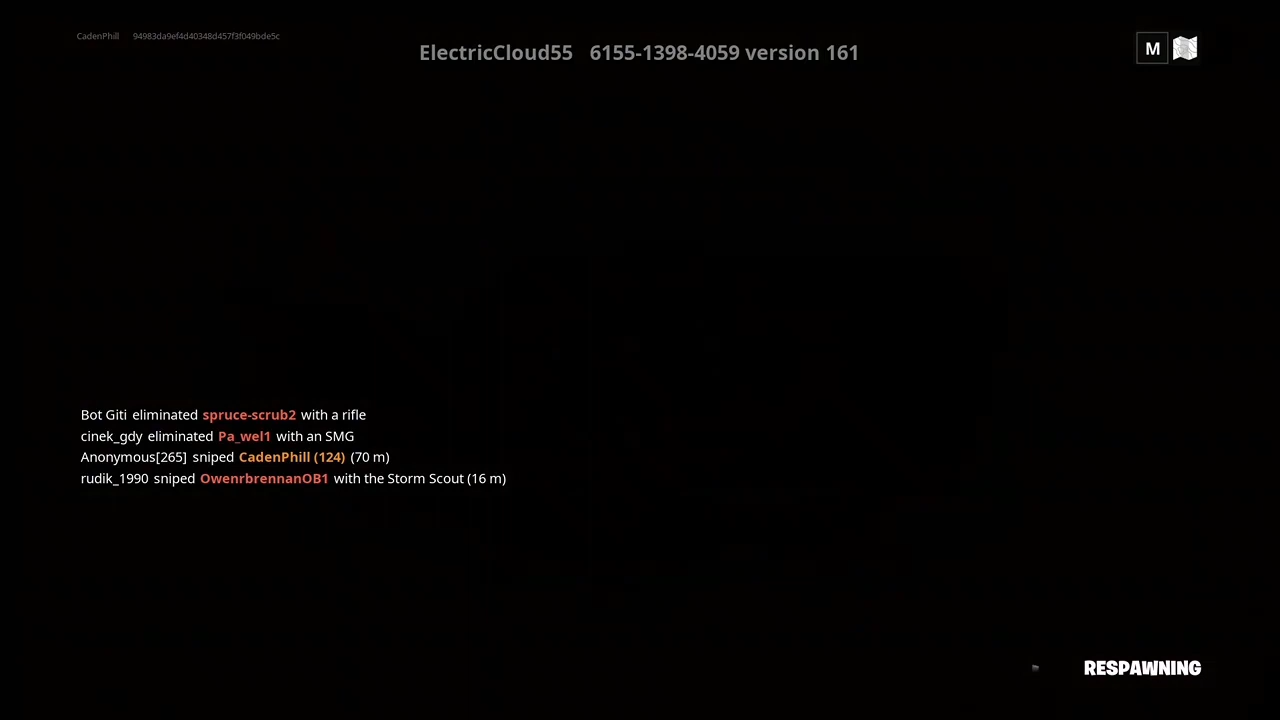 CadenPhill 94983da9ef4d40348d457f3f049bde5c
ElectricCloud55 6155-1398-4059 version 161
M
Bot Giti eliminated spruce-scrub2 with a rifle
cinek_gdy eliminated Pa_wel1 with an SMG
Anonymous[265] sniped CadenPhill (124) (70 m)
rudik_1990 sniped OwenrbrennanOB1 with the Storm Scout (16 m)
RESPAWNING